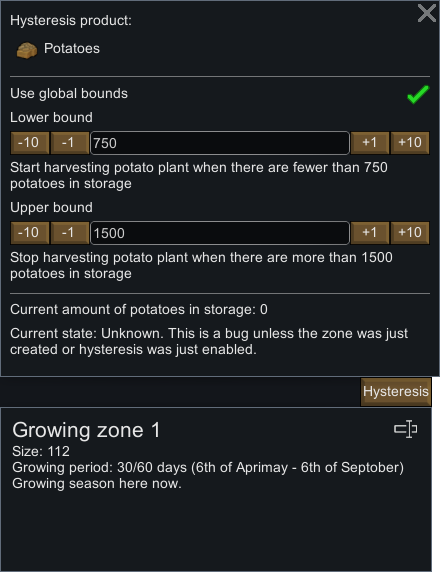 Hysteresis product:
Potatoes
Use global bounds
Lower bound
-10 -1 750 +1 +10
Start harvesting potato plant when there are fewer than 750
potatoes in storage
Upper bound
-10 -1 1500 +1 +10
Stop harvesting potato plant when there are more than 1500
potatoes in storage
Current amount of potatoes in storage: 0
Current state: Unknown. This is a bug unless the zone was just
created or hysteresis was just enabled.
Hysteresis
Growing zone 1
Size: 112
Growing period: 30/60 days (6th of Aprimay - 6th of Septober)
Growing season here now.